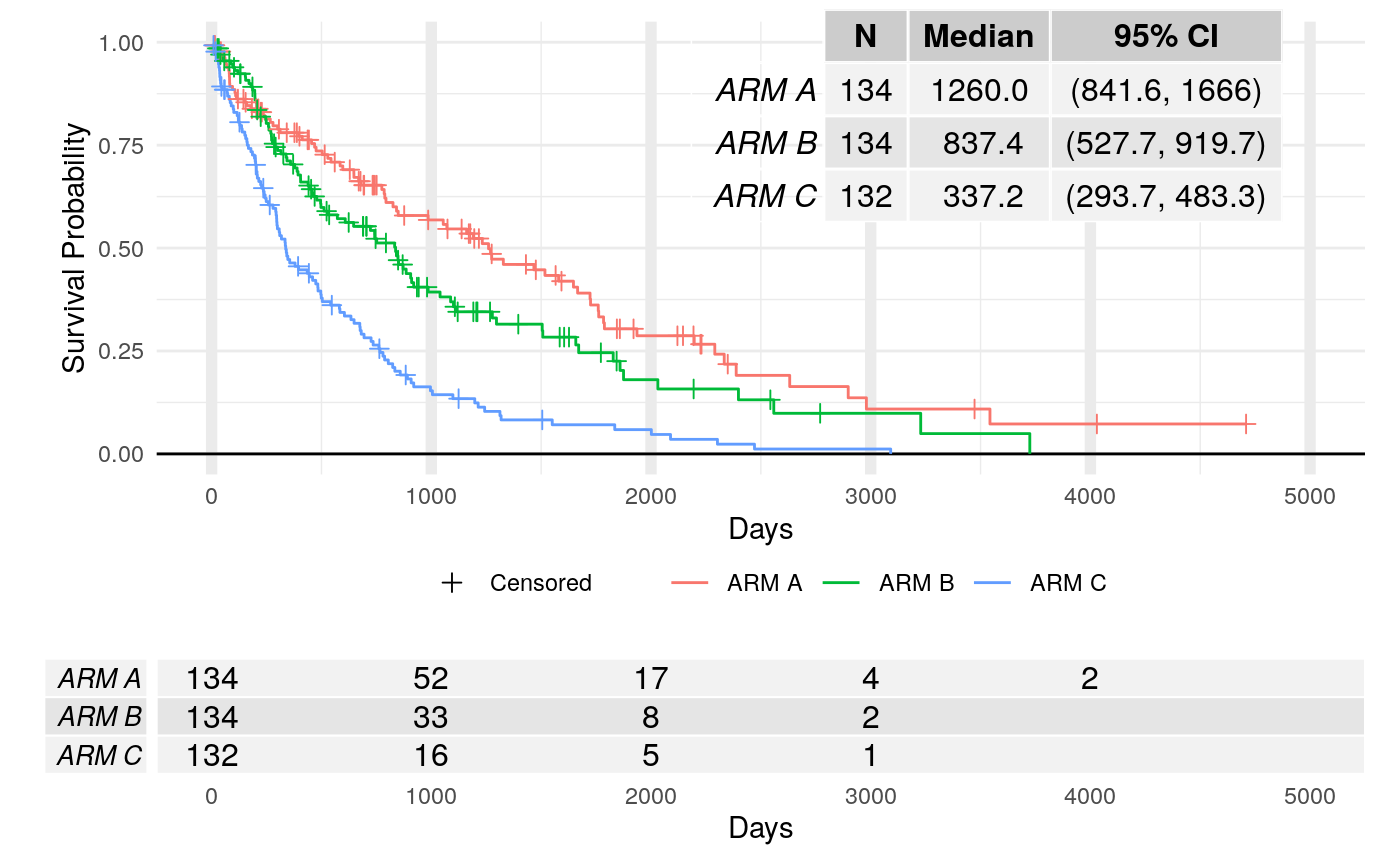 N Median 95% CI
ARM A 134 1260.0 (841.6, 1666)
ARM B 134 837.4 (527.7, 919.7)
ARM C 132 337.2 (293.7, 483.3)
Survival Probability
1.00
0.75
0.50
0.25
0.00
0 1000 2000 3000 4000 5000
Days
Censored ARM A ARM B ARM C
ARM A 134 52 17 4 2
ARM B 134 33 8 2
ARM C 132 16 5 1
0 1000 2000 3000 4000 5000
Days